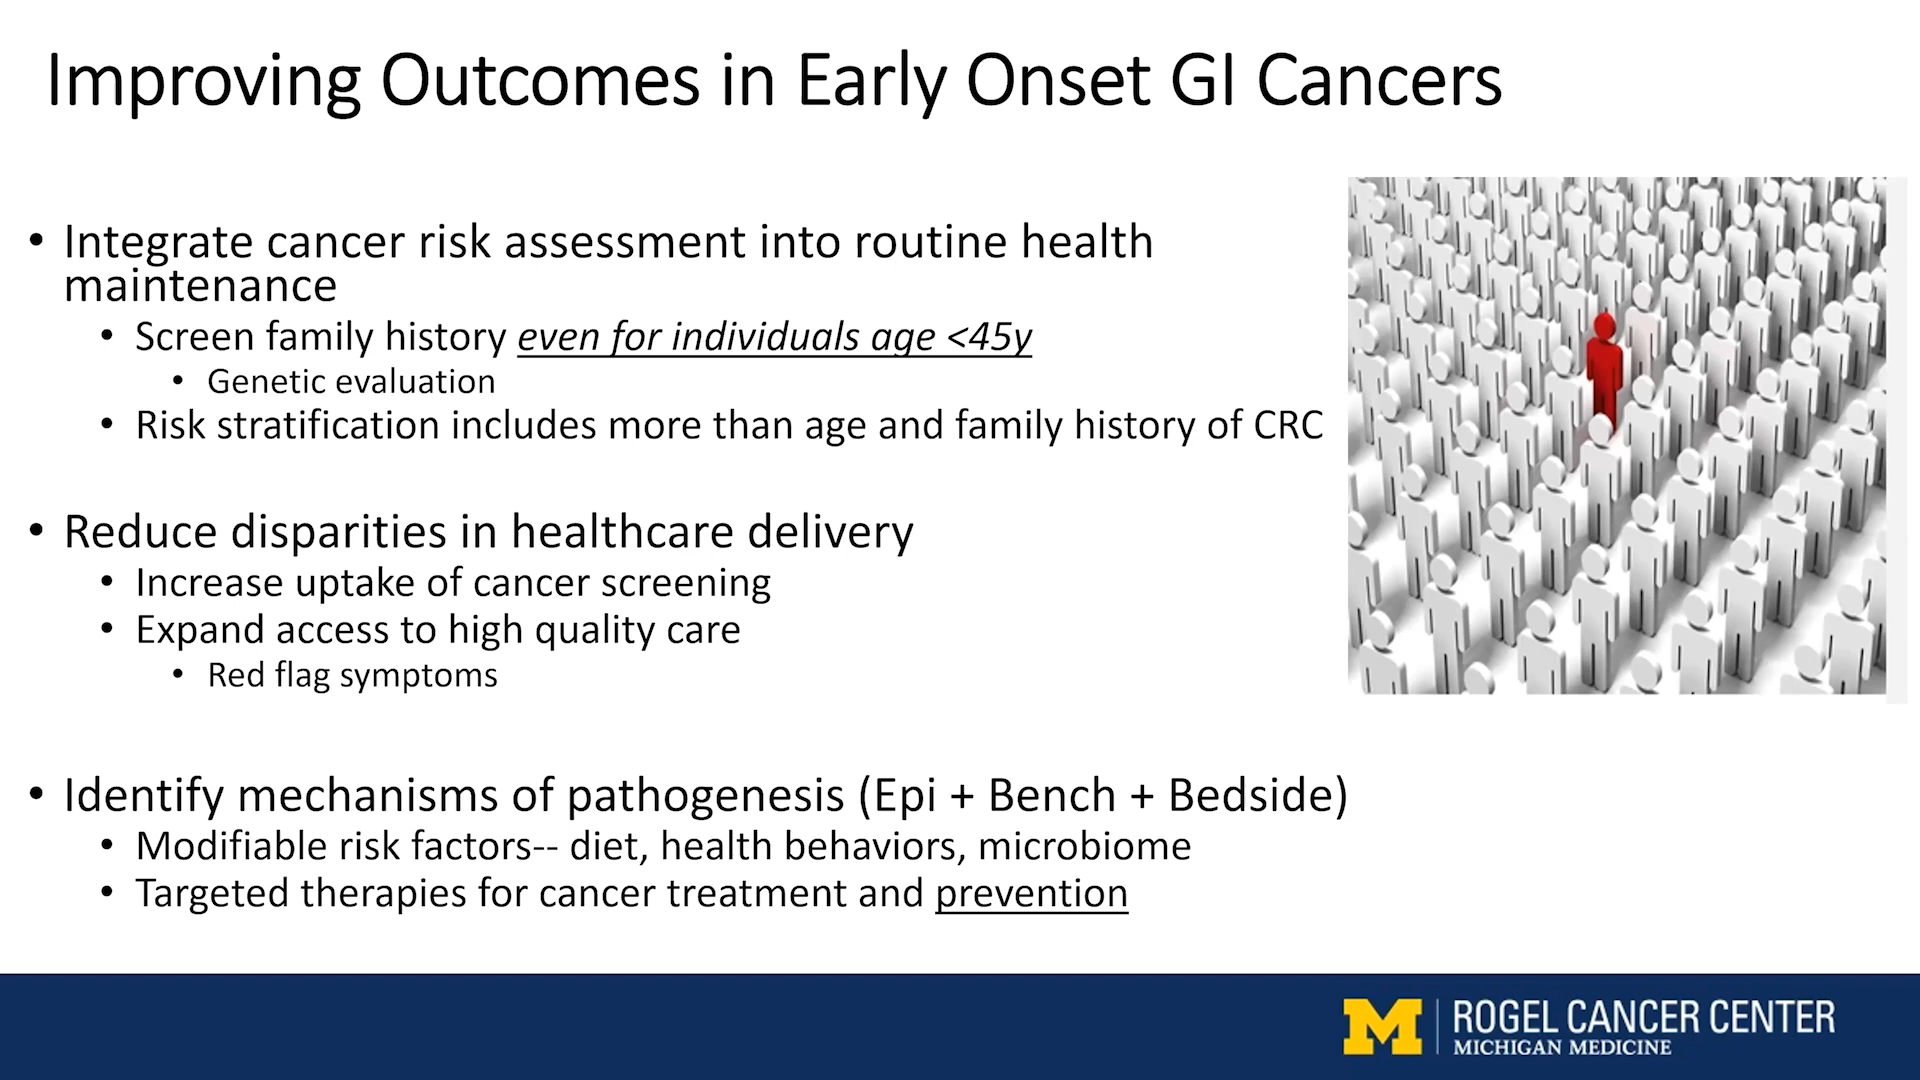 Improving Outcomes in Early Onset GI Cancers
• Integrate cancer risk assessment into routine health
maintenance
• Screen family history even for individuals age <45y
• Genetic evaluation
• Risk stratification includes more than age and family history of CRC
• Reduce disparities in healthcare delivery
• Increase uptake of cancer screening
• Expand access to high quality care
• Red flag symptoms
• Identify mechanisms of pathogenesis (Epi + Bench + Bedside)
• Modifiable risk factors-- diet, health behaviors, microbiome
• Targeted therapies for cancer treatment and prevention
M
ROGEL CANCER CENTER
MICHIGAN MEDICINE